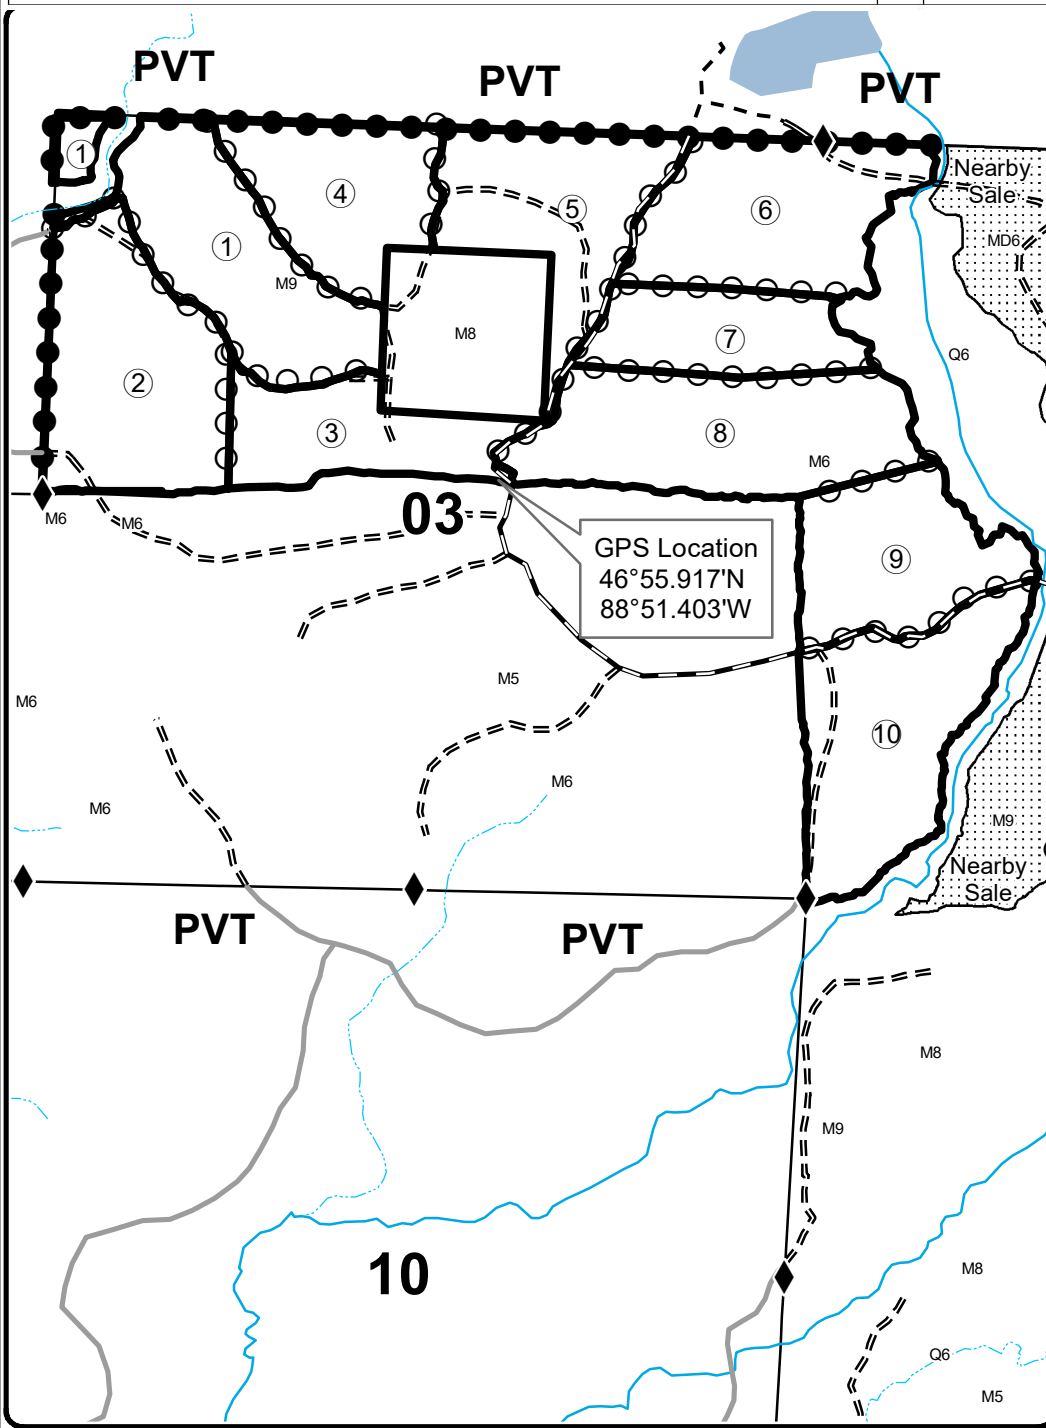 PVT
PVT
PVT
①
Nearby
Sale
④
⑤
⑥
MD6
①
M9
M8
⑦
Q6
②
③
⑧
M6
03
M6
M6
GPS Location
46°55.917'N
88°51.403'W
⑨
M5
M6
⑩
M6
M6
M9
Nearby
Sale
PVT
PVT
M8
M9
10
M8
Q6
M5